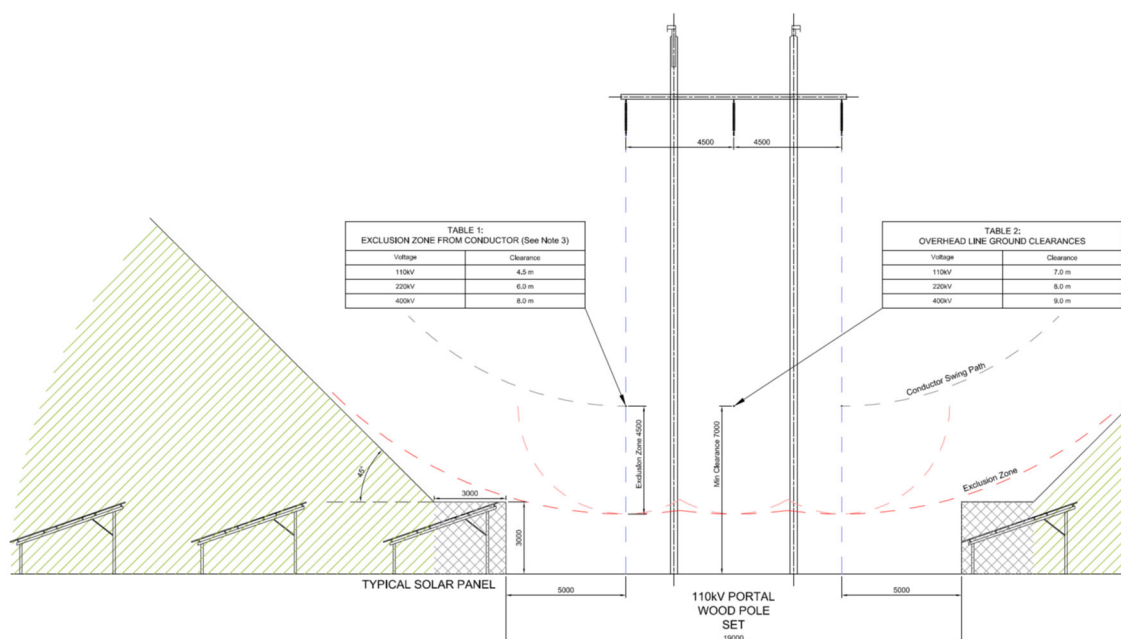 4500
4500
TABLE 1:
EXCLUSION ZONE FROM CONDUCTOR (See Note 3)
Voltage Clearance
110kV 4.5 m
220kV 6.0 m
400kV 8.0 m
TABLE 2:
OVERHEAD LINE GROUND CLEARANCES
Voltage Clearance
110kV 7.0 m
220kV 8.0 m
400kV 9.0 m
Conductor Swing Path
Exclusion Zone 4500
Min Clearance 7000
Exclusion Zone
45°
3000
3000
TYPICAL SOLAR PANEL
5000
110kV PORTAL
WOOD POLE
SET
5000
19000